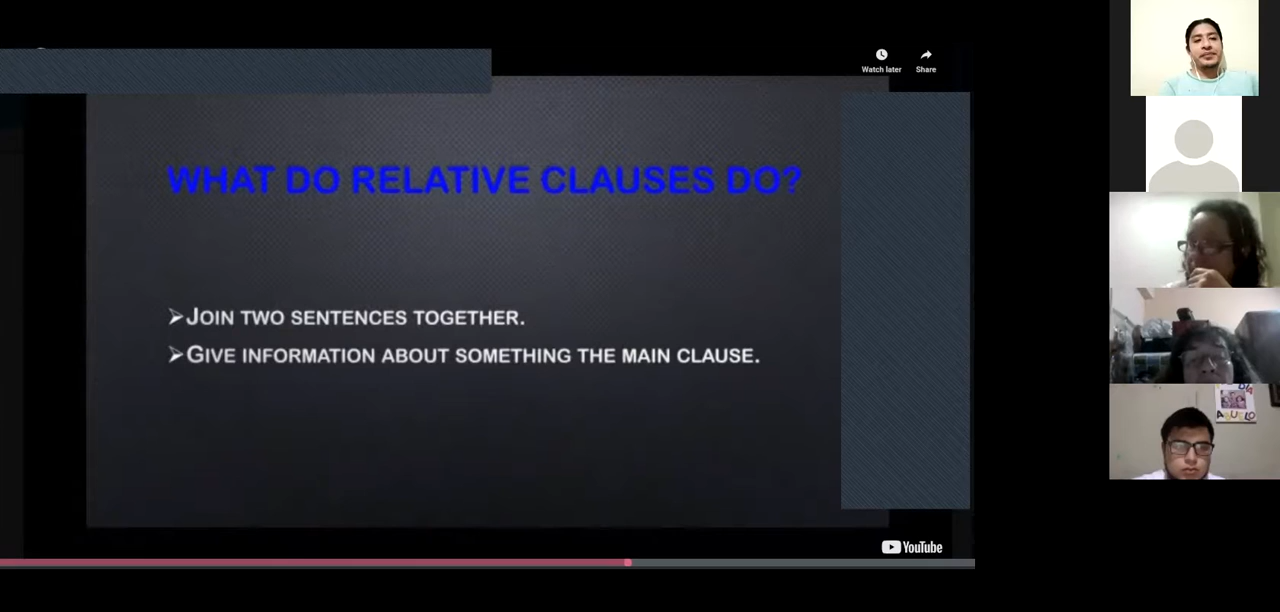 Watch later
Share
WHAT DO RELATIVE CLAUSES DO?
➢JOIN TWO SENTENCES TOGETHER.
➢GIVE INFORMATION ABOUT SOMETHING THE MAIN CLAUSE.
ABUELO
YouTube